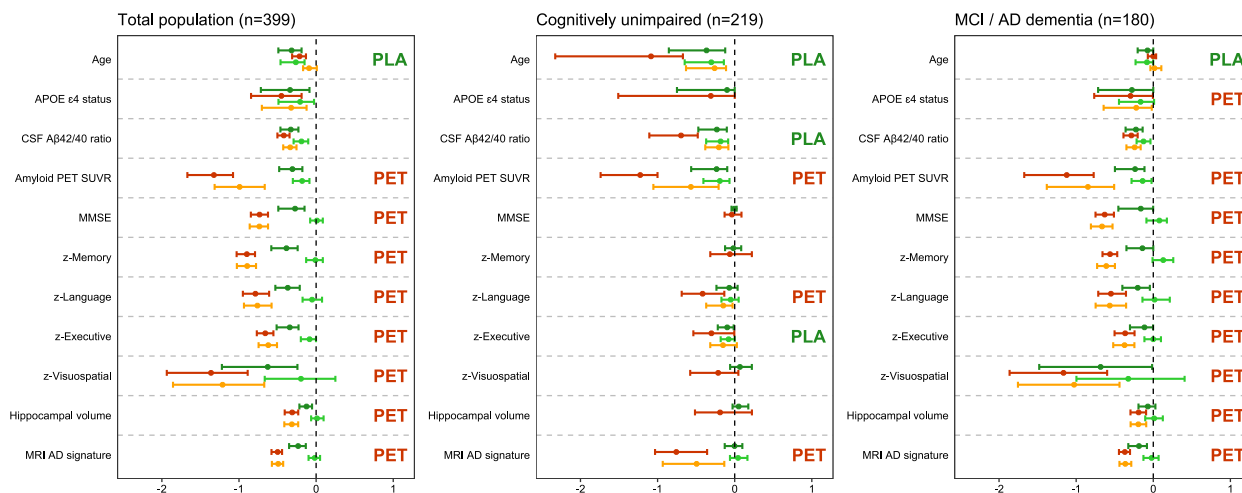 Total population (n=399)
Age
APOE ε4 status
CSF Aβ42/40 ratio
Amyloid PET SUVR
MMSE
z-Memory
z-Language
z-Executive
z-Visuospatial
Hippocampal volume
MRI AD signature
PLA
PET
PET
PET
PET
PET
PET
PET
PET
-2 -1 0 1
Cognitively unimpaired (n=219)
Age
APOE ε4 status
CSF Aβ42/40 ratio
Amyloid PET SUVR
MMSE
z-Memory
z-Language
z-Executive
z-Visuospatial
Hippocampal volume
MRI AD signature
PLA
PLA
PET
PET
PLA
PET
-2 -1 0 1
MCI / AD dementia (n=180)
Age
APOE ε4 status
CSF Aβ42/40 ratio
Amyloid PET SUVR
MMSE
z-Memory
z-Language
z-Executive
z-Visuospatial
Hippocampal volume
MRI AD signature
PLA
PET
PET
PET
PET
PET
PET
PET
PET
PET
PET
-2 -1 0 1